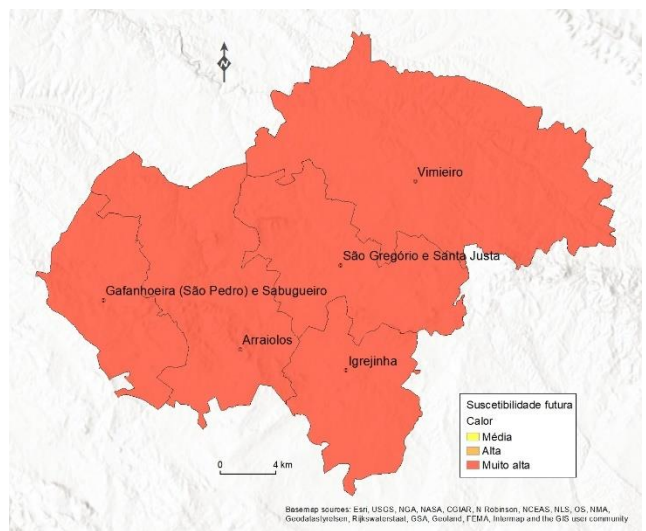 N
Vimieiro
São Gregório e Santa Justa
Gafanhoeira (São Pedro) e Sabugueiro
Arraiolos
Igrejinha
Suscetibilidade futura
Calor
Média
Alta
Muito alta
0 4 km
Basemap sources: Esri, USGS, NGA, NASA, CGIAR, N Robinson, NCEAS, NLS, OS, NMA,
Geodatastyrelsen, Rijkswaterstaat, GSA, Geoland, FEMA, Intermap and the GIS user community